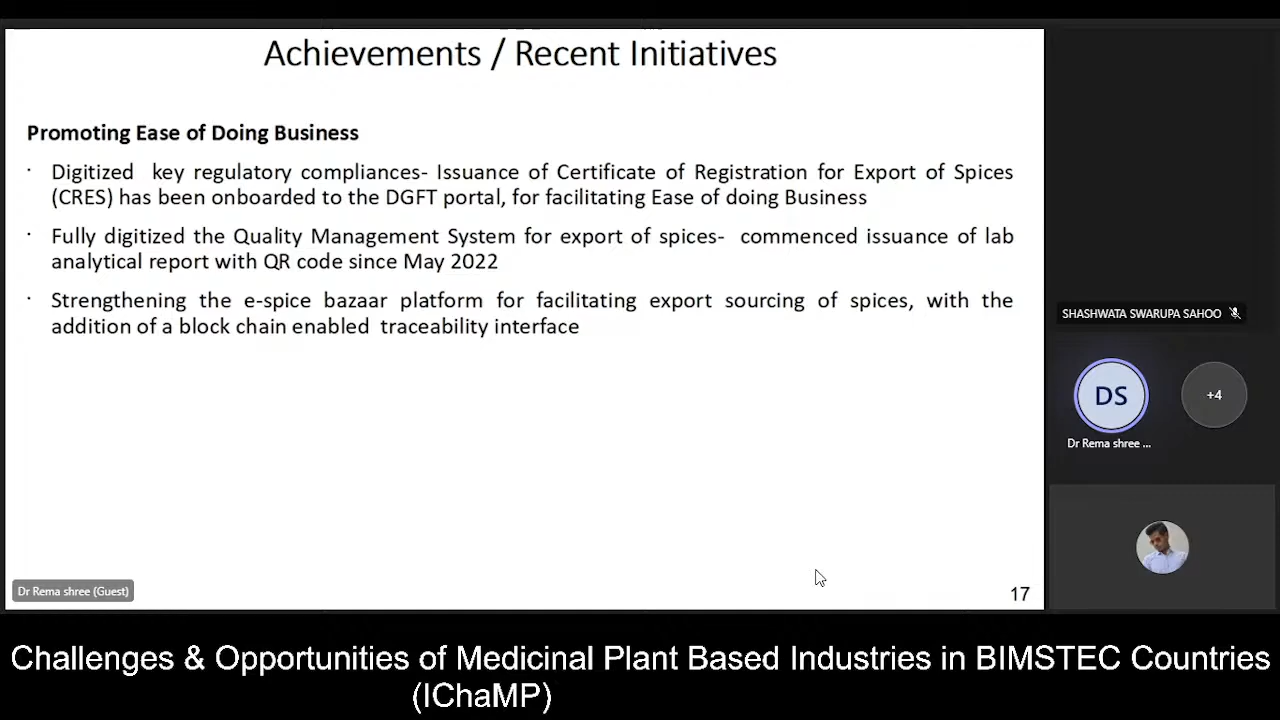 Achievements / Recent Initiatives
Promoting Ease of Doing Business
· Digitized key regulatory compliances- Issuance of Certificate of Registration for Export of Spices
(CRES) has been onboarded to the DGFT portal, for facilitating Ease of doing Business
· Fully digitized the Quality Management System for export of spices- commenced issuance of lab
analytical report with QR code since May 2022
· Strengthening the e-spice bazaar platform for facilitating export sourcing of spices, with the
addition of a block chain enabled traceability interface
17
Dr Rema shree (Guest)
SHASHWATA SWARUPA SAHOO
DS
+4
Dr Rema shree ...
Challenges & Opportunities of Medicinal Plant Based Industries in BIMSTEC Countries
(IChaMP)